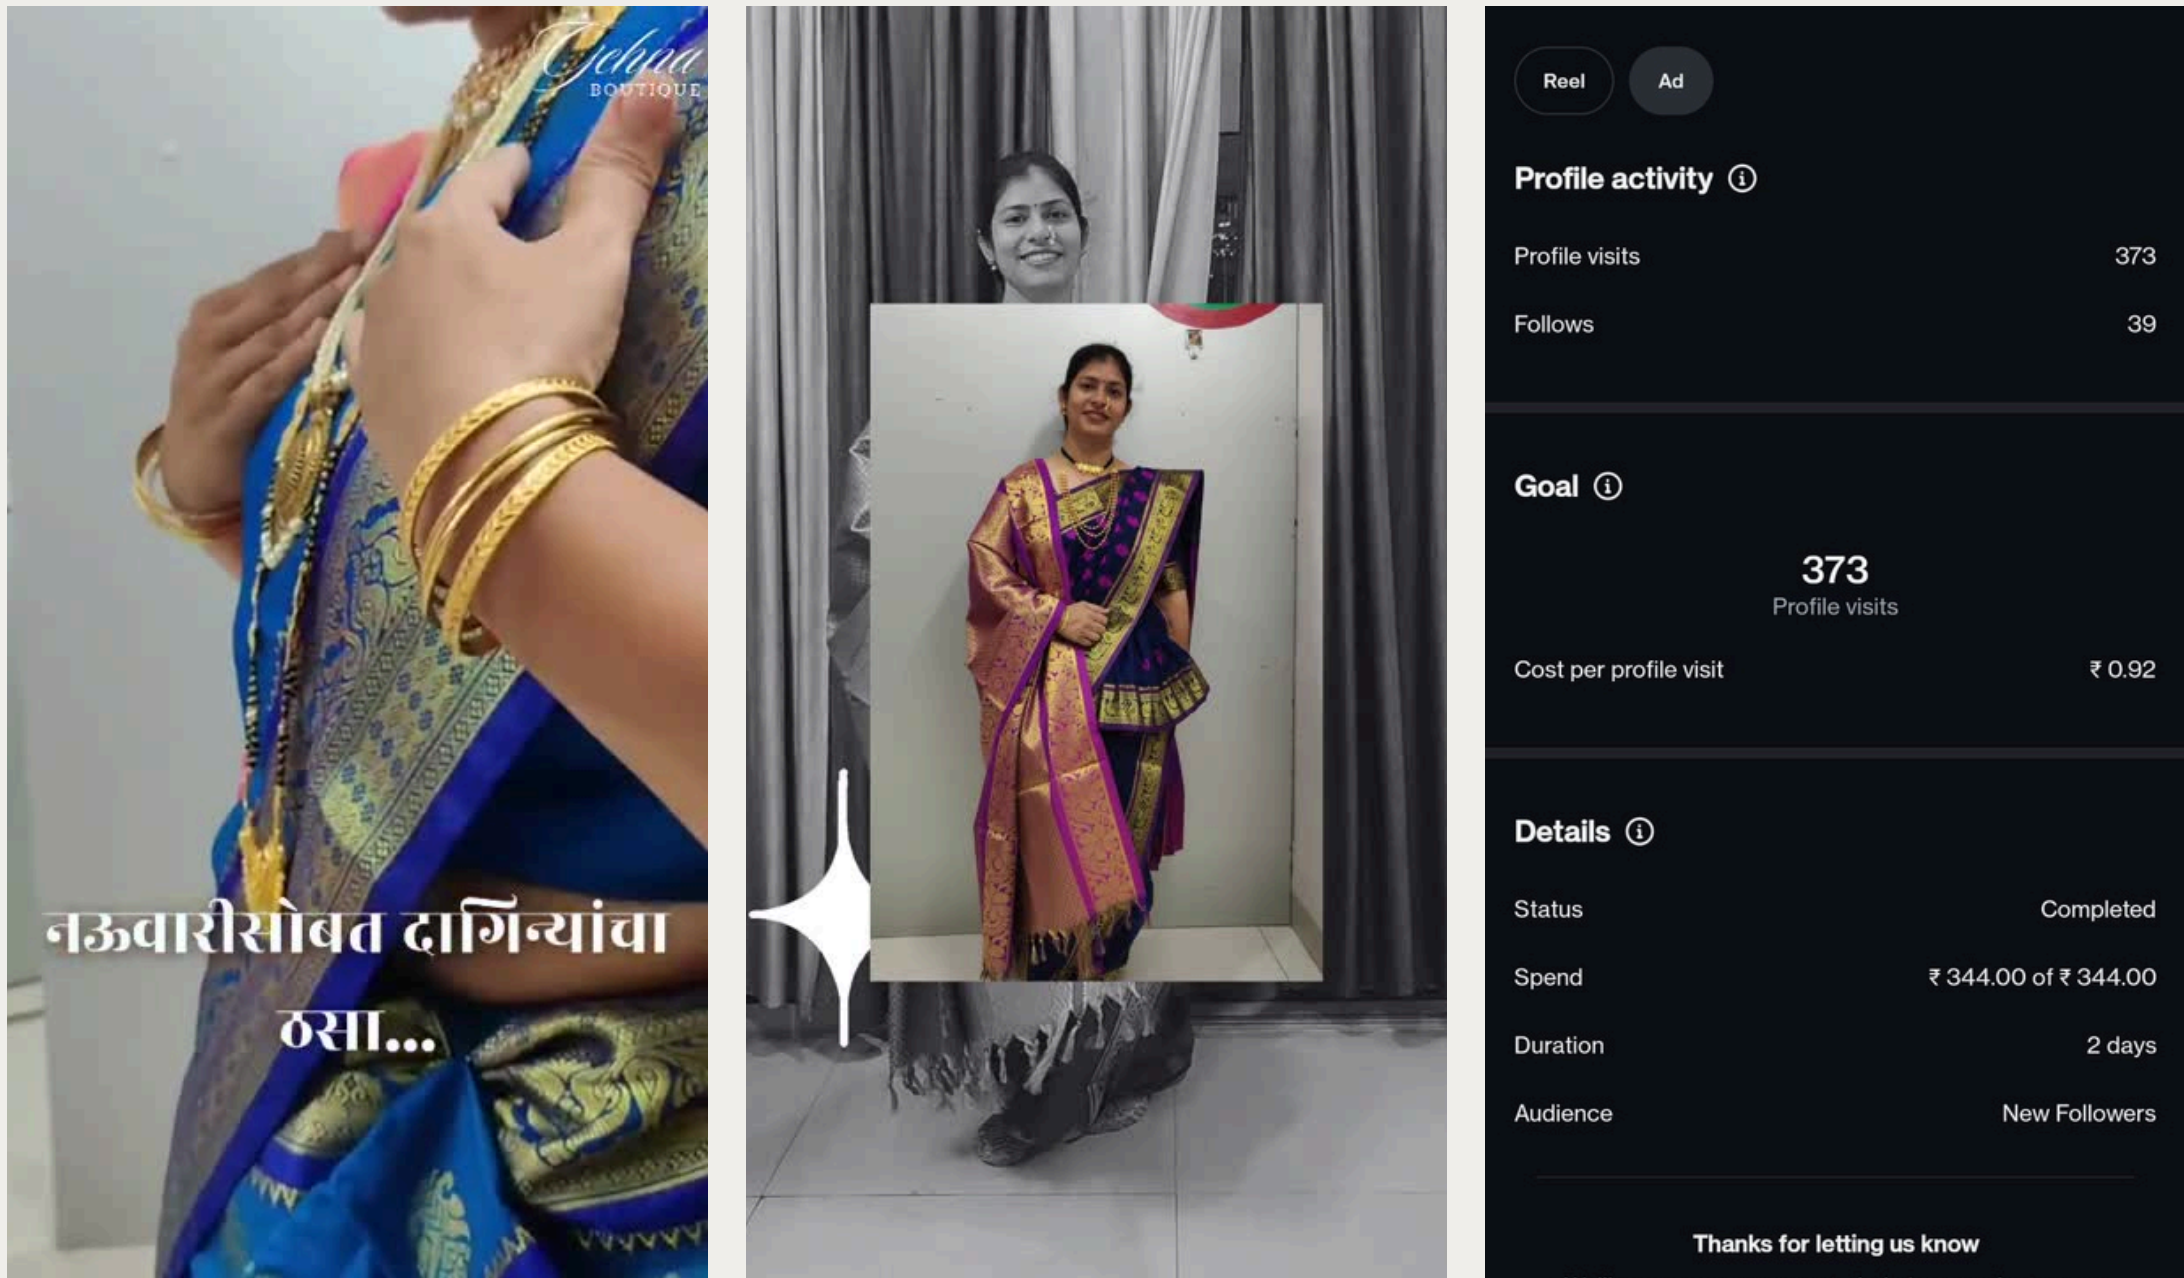 Gehna
BOUTIQUE
नऊवारीसोबत दागिन्यांचा
ठसा...
Reel
Ad
Profile activity
Profile visits 373
Follows 39
Goal
373
Profile visits
Cost per profile visit ₹ 0.92
Details
Status Completed
Spend ₹ 344.00 of ₹ 344.00
Duration 2 days
Audience New Followers
Thanks for letting us know